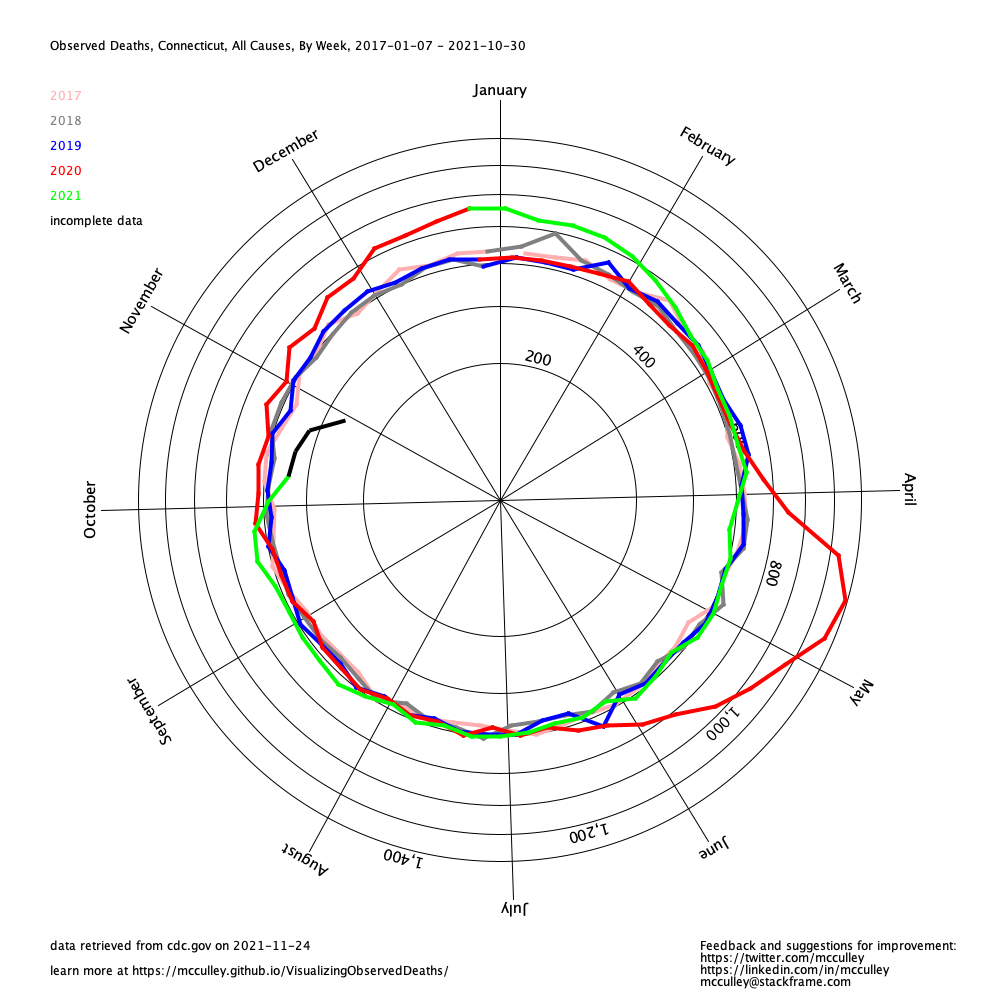 Observed Deaths, Connecticut, All Causes, By Week, 2017-01-07 - 2021-10-30
January
2017
2018
2019
2020
2021
incomplete data
December
February
November
March
200
400
October
April
800
September
May
1,000
1,200
1,400
August
June
July
data retrieved from cdc.gov on 2021-11-24
learn more at https://mcculley.github.io/VisualizingObservedDeaths/
Feedback and suggestions for improvement:
https://twitter.com/mcculley
https://linkedin.com/in/mcculley
mcculley@stackframe.com